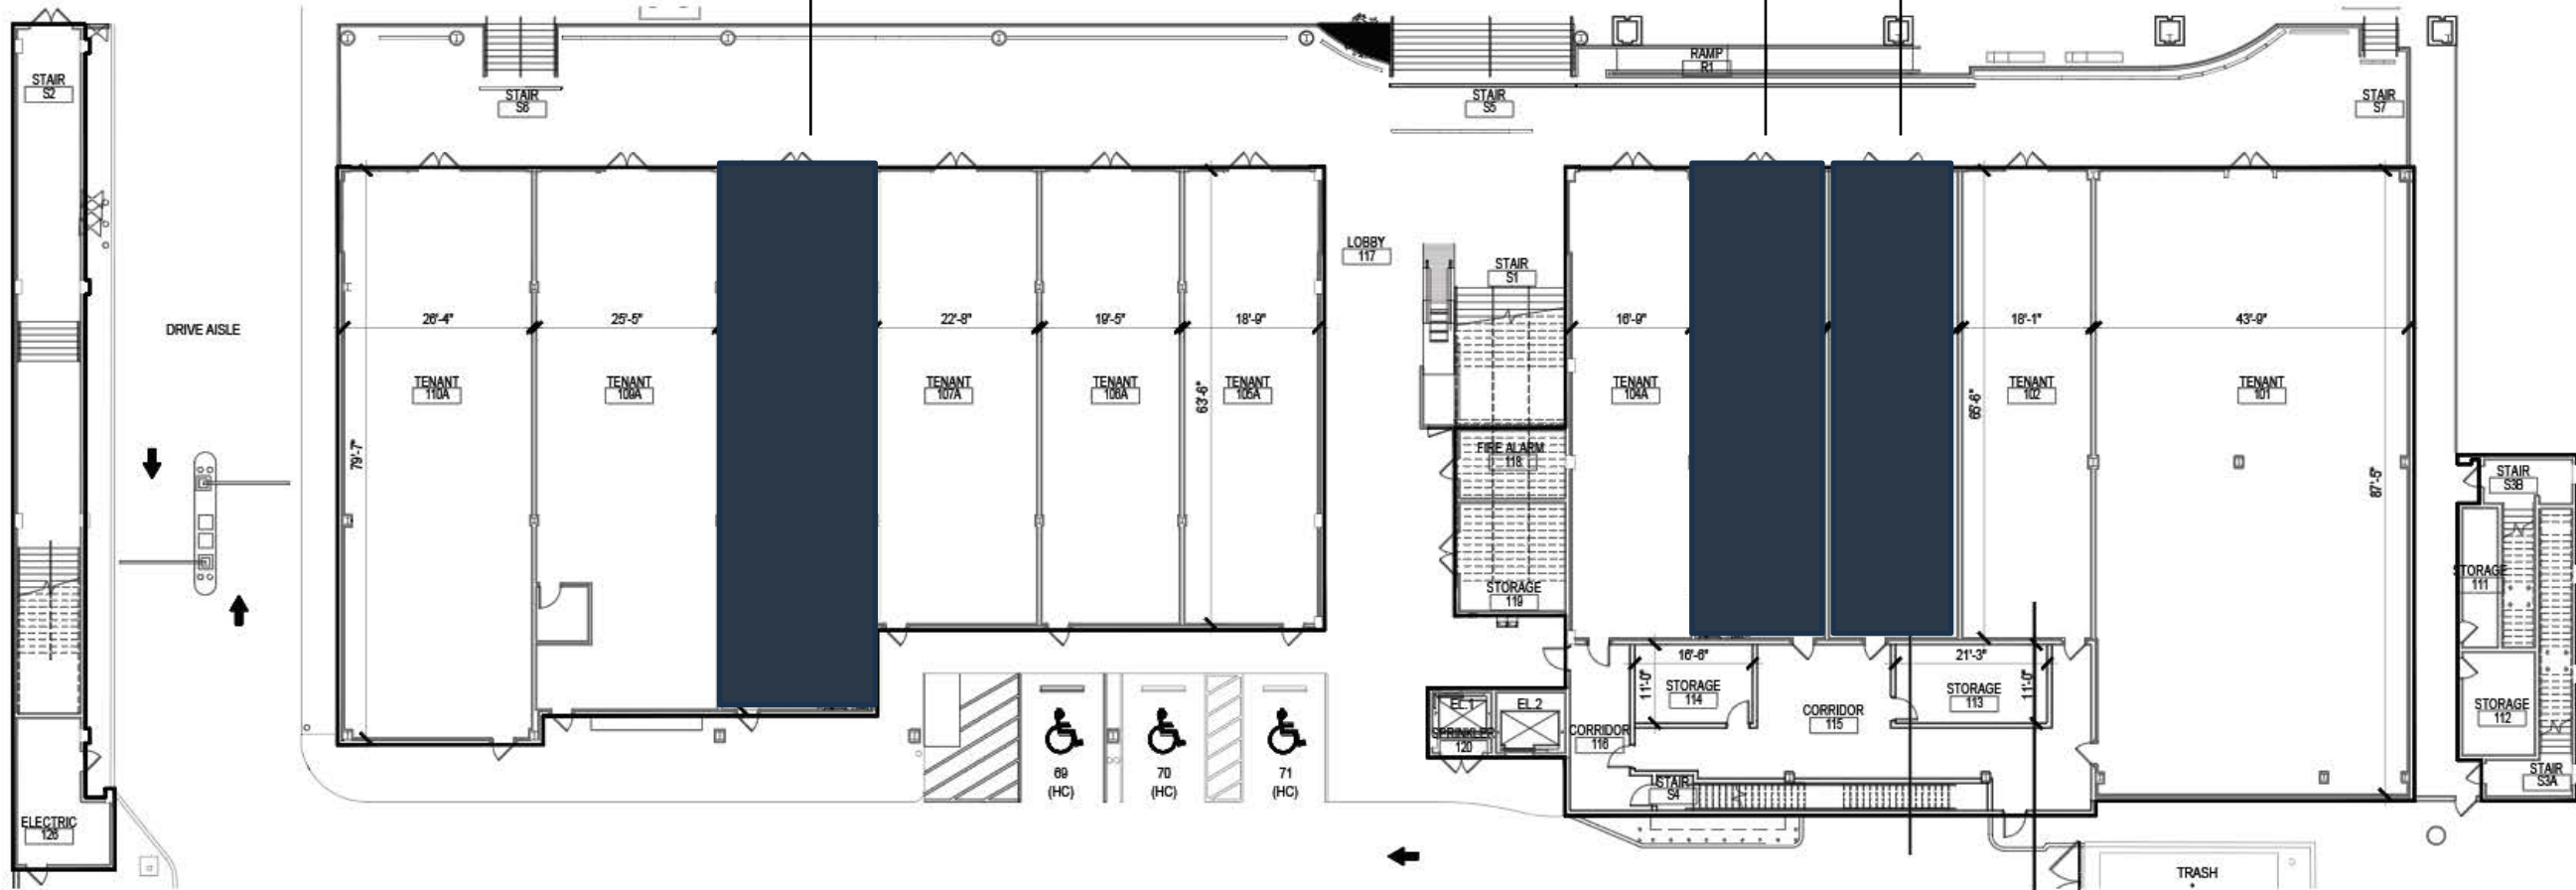 STAIR
S2
DRIVE AISLE
ELECTRIC
126
STAIR
S6
STAIR
S5
RAMP
R1
STAIR
S7
26'-4"
25'-5"
22'-8"
19'-5"
18'-9"
TENANT
110A
TENANT
109A
TENANT
107A
TENANT
106A
TENANT
105A
79'-7"
63'-6"
LOBBY
117
STAIR
S1
FIRE ALARM
118
STORAGE
119
16'-9"
18'-1"
43'-9"
TENANT
104A
TENANT
102
TENANT
101
65'-6"
87'-5"
69
(HC)
70
(HC)
71
(HC)
EL.1
EL.2
SPRINKLER
120
CORRIDOR
116
16'-6"
11'-0"
STORAGE
114
CORRIDOR
115
21'-3"
STORAGE
113
11'-0"
STAIR
S4
STAIR
S3B
STORAGE
111
STORAGE
112
STAIR
S3A
TRASH